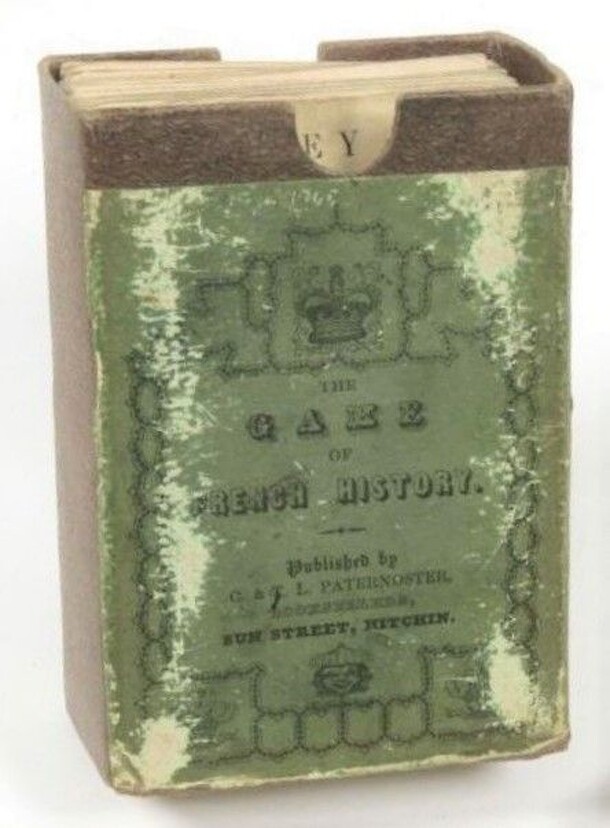 EY
THE
GAME
OF
FRENCH HISTORY.
Published by
C. & L. PATERNOSTER,
BOOKSELLERS,
SUN STREET, HITCHIN.